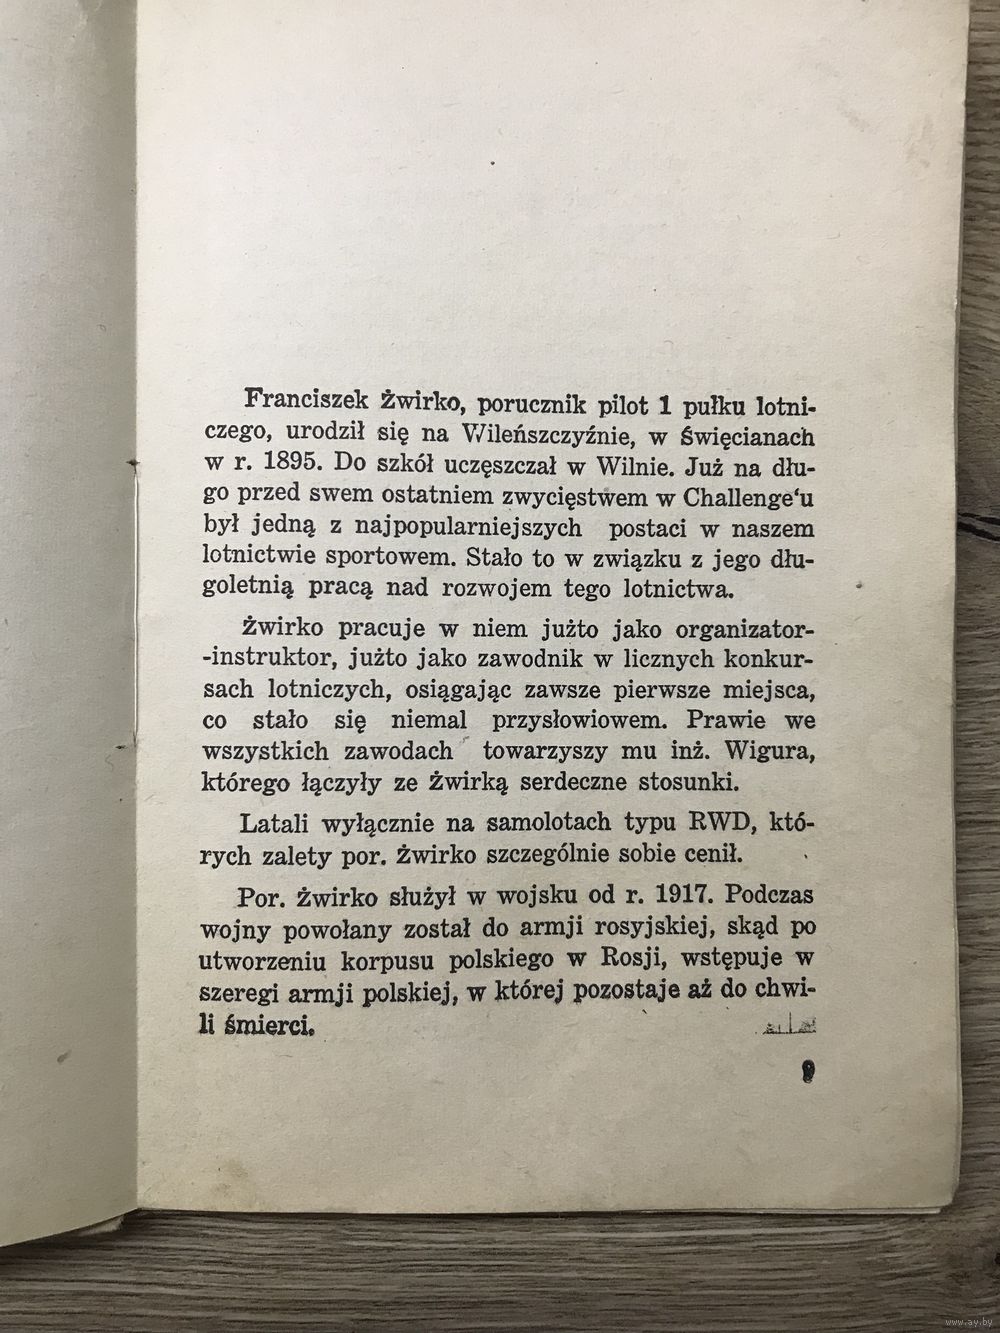 Franciszek Żwirko, porucznik pilot 1 pułku lotni-
czego, urodził się na Wileńszczyźnie, w Święcianach
w r. 1895. Do szkół uczęszczał w Wilnie. Już na dłu-
go przed swem ostatniem zwycięstwem w Challenge‘u
był jedną z najpopularniejszych postaci w naszem
lotnictwie sportowem. Stało to w związku z jego dłu-
goletnią pracą nad rozwojem tego lotnictwa.
Żwirko pracuje w niem jużto jako organizator-
-instruktor, jużto jako zawodnik w licznych konkur-
sach lotniczych, osiągając zawsze pierwsze miejsca,
co stało się niemal przysłowiowem. Prawie we
wszystkich zawodach towarzyszy mu inż. Wigura,
którego łączyły ze Żwirką serdeczne stosunki.
Latali wyłącznie na samolotach typu RWD, któ-
rych zalety por. Żwirko szczególnie sobie cenił.
Por. Żwirko służył w wojsku od r. 1917. Podczas
wojny powołany został do armji rosyjskiej, skąd po
utworzeniu korpusu polskiego w Rosji, wstępuje w
szeregi armji polskiej, w której pozostaje aż do chwi-
li śmierci.
9
www.ay.by